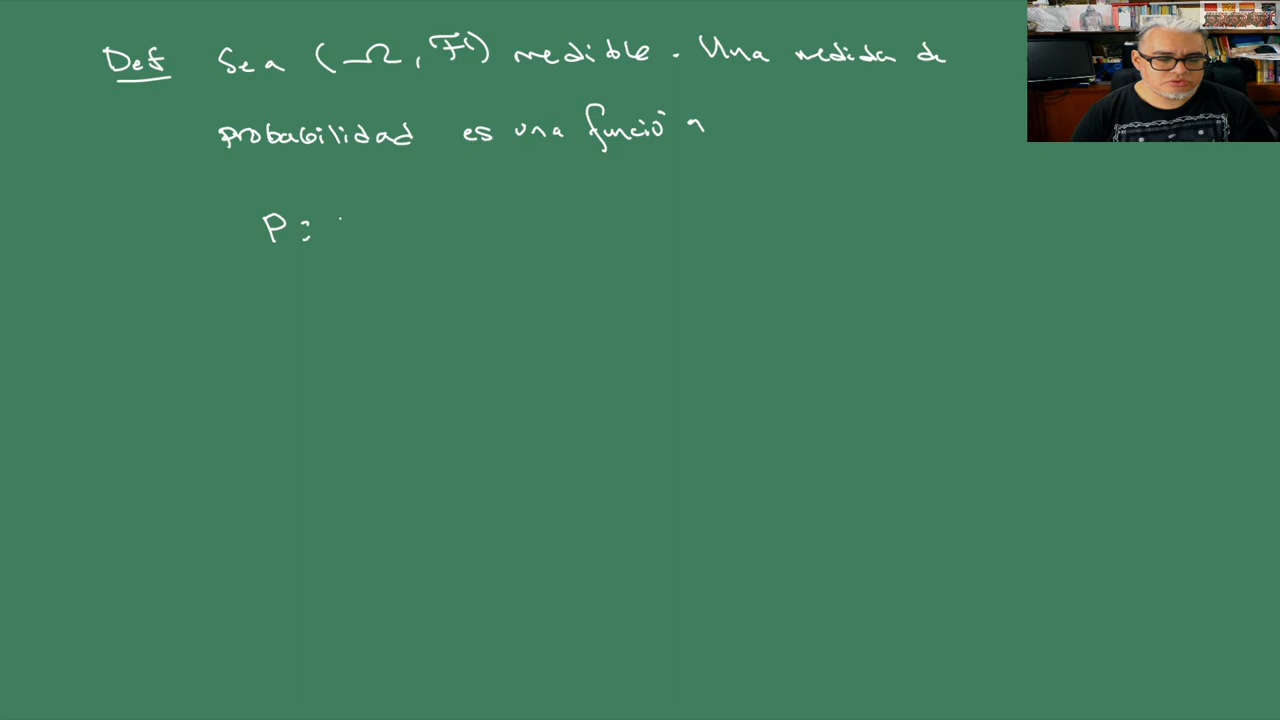 Def Sea (Ω, F) medible. Una medida de
probabilidad es una función
P: